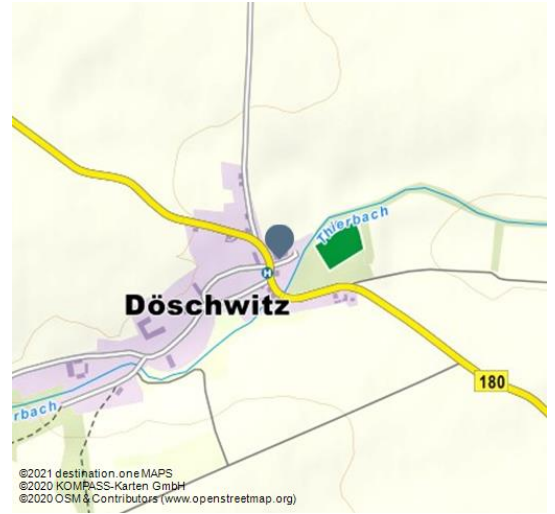 Thierbach
H
Döschwitz
180
rbach
©2021 destination.one MAPS
©2020 KOMPASS-Karten GmbH
©2020 OSM & Contributors (www.openstreetmap.org)